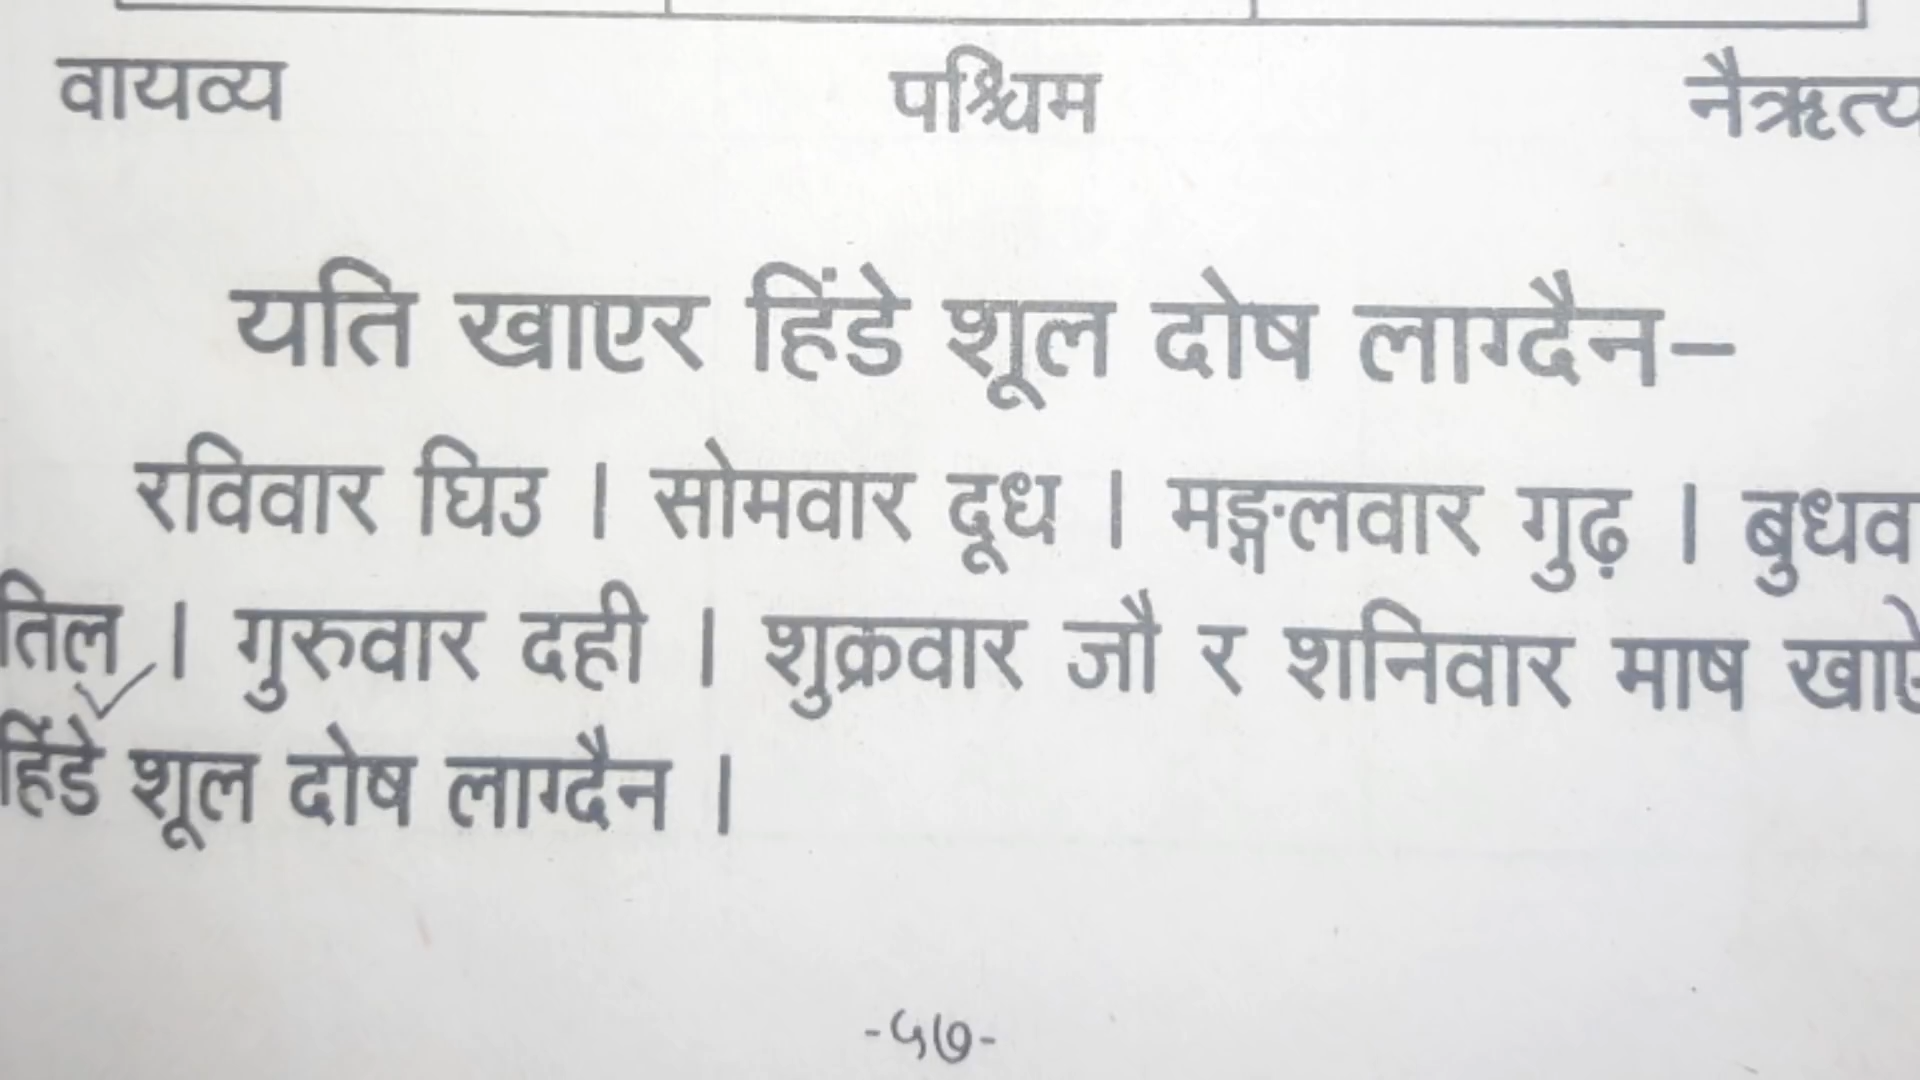 वायव्य पश्चिम नैऋत्य
यति खाएर हिंडे शूल दोष लाग्दैन–
रविवार घिउ । सोमवार दूध । मङ्गलवार गुढ़ । बुधव
तिल । गुरुवार दही । शुक्रवार जौ र शनिवार माष
हिंडे शूल दोष लाग्दैन ।
-५७-